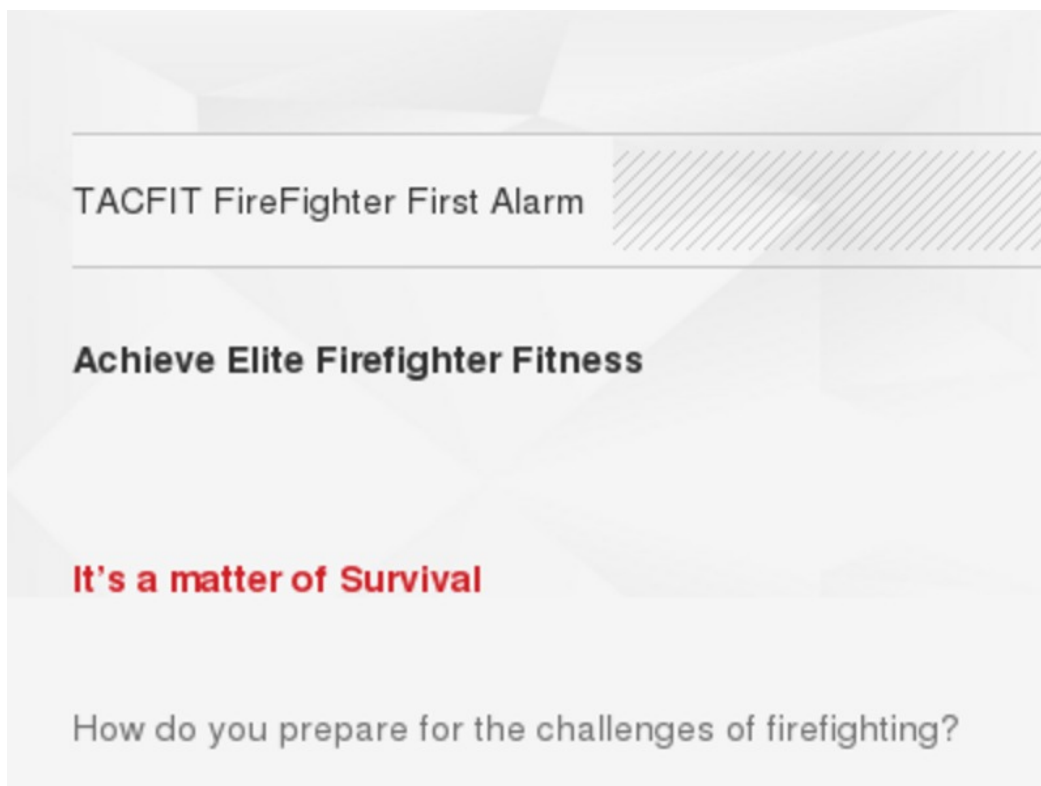 TACFIT FireFighter First Alarm
Achieve Elite Firefighter Fitness
It’s a matter of Survival
How do you prepare for the challenges of firefighting?